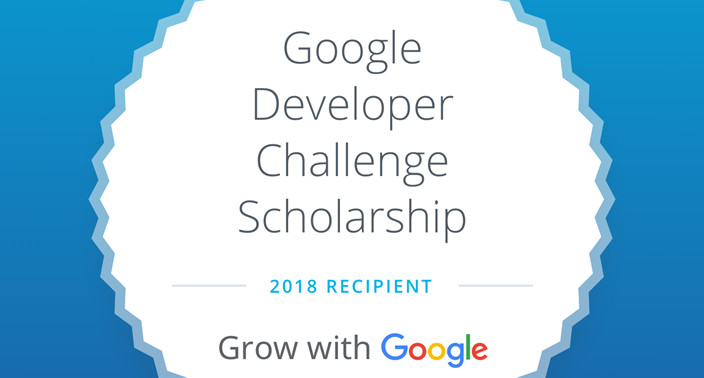 Google
Developer
Challenge
Scholarship
2018 RECIPIENT
Grow with Google